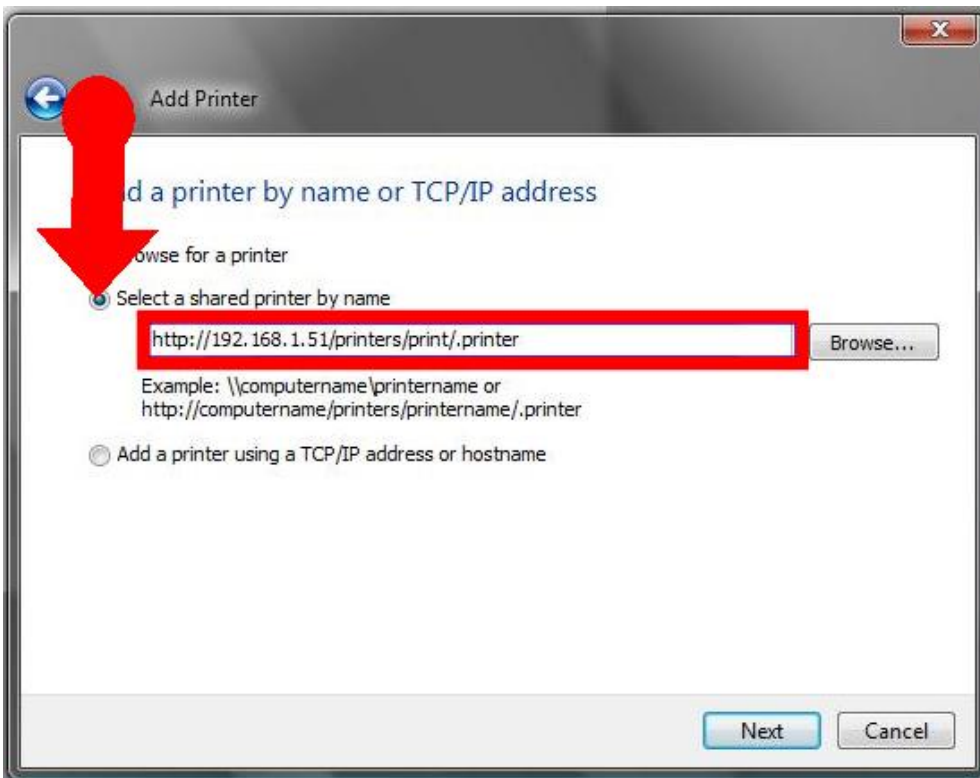 Add Printer
a printer by name or TCP/IP address
for a printer
Select a shared printer by name
http://192.168.1.51/printers/print/.printer
Browse...
Example: \\computername\printername or
http://computername/printers/printername/.printer
Add a printer using a TCP/IP address or hostname
Next
Cancel